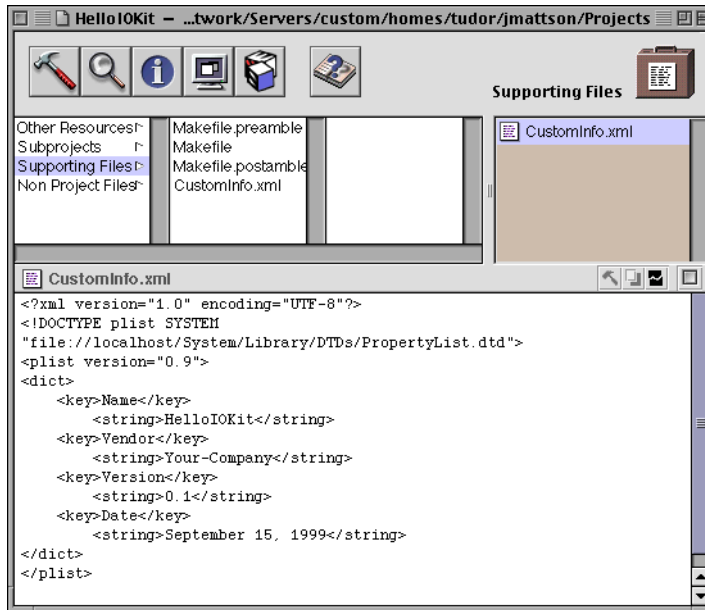 HelloIOKit – ...twork/Servers/custom/homes/tudor/jmattson/Projects
Supporting Files
Other Resources
Subprojects
Supporting Files
Non Project Files
Makefile.preamble
Makefile
Makefile.postamble
CustomInfo.xml
CustomInfo.xml
CustomInfo.xml
<?xml version="1.0" encoding="UTF-8"?>
<!DOCTYPE plist SYSTEM
"file://localhost/System/Library/DTDs/PropertyList.dtd">
<plist version="0.9">
<dict>
    <key>Name</key>
        <string>HelloIOKit</string>
    <key>Vendor</key>
        <string>Your-Company</string>
    <key>Version</key>
        <string>0.1</string>
    <key>Date</key>
        <string>September 15, 1999</string>
</dict>
</plist>